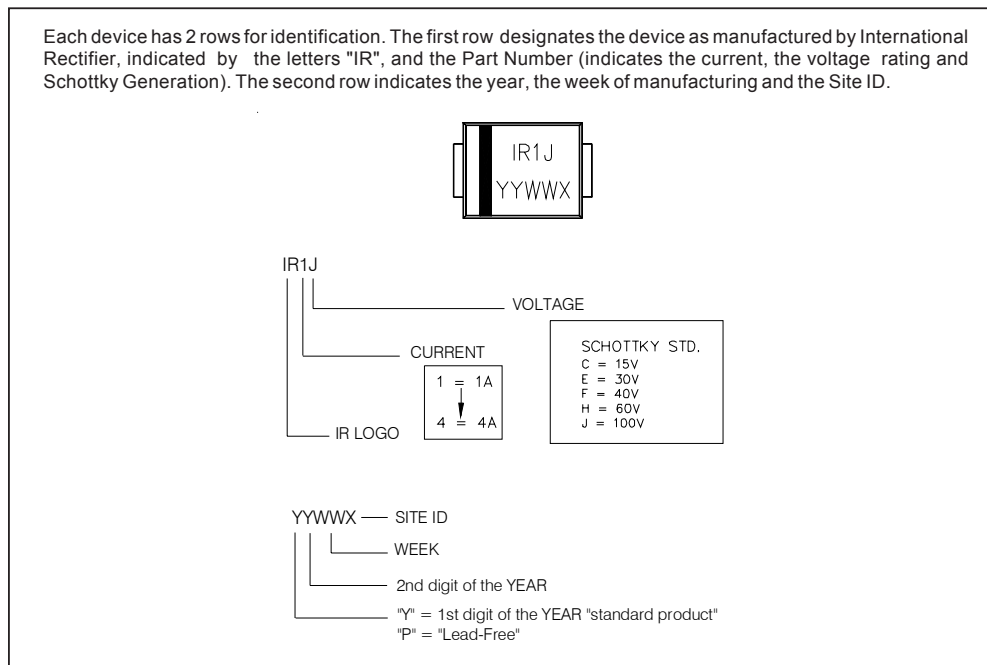 Each device has 2 rows for identification. The first row designates the device as manufactured by International
Rectifier, indicated by the letters "IR", and the Part Number (indicates the current, the voltage rating and
Schottky Generation). The second row indicates the year, the week of manufacturing and the Site ID.
IR1J
YYWWX
IR1J
VOLTAGE
SCHOTTKY STD.
C = 15V
E = 30V
F = 40V
H = 60V
J = 100V
CURRENT
1 = 1A
4 = 4A
IR LOGO
YYWWX
SITE ID
WEEK
2nd digit of the YEAR
"Y" = 1st digit of the YEAR "standard product"
"P" = "Lead-Free"